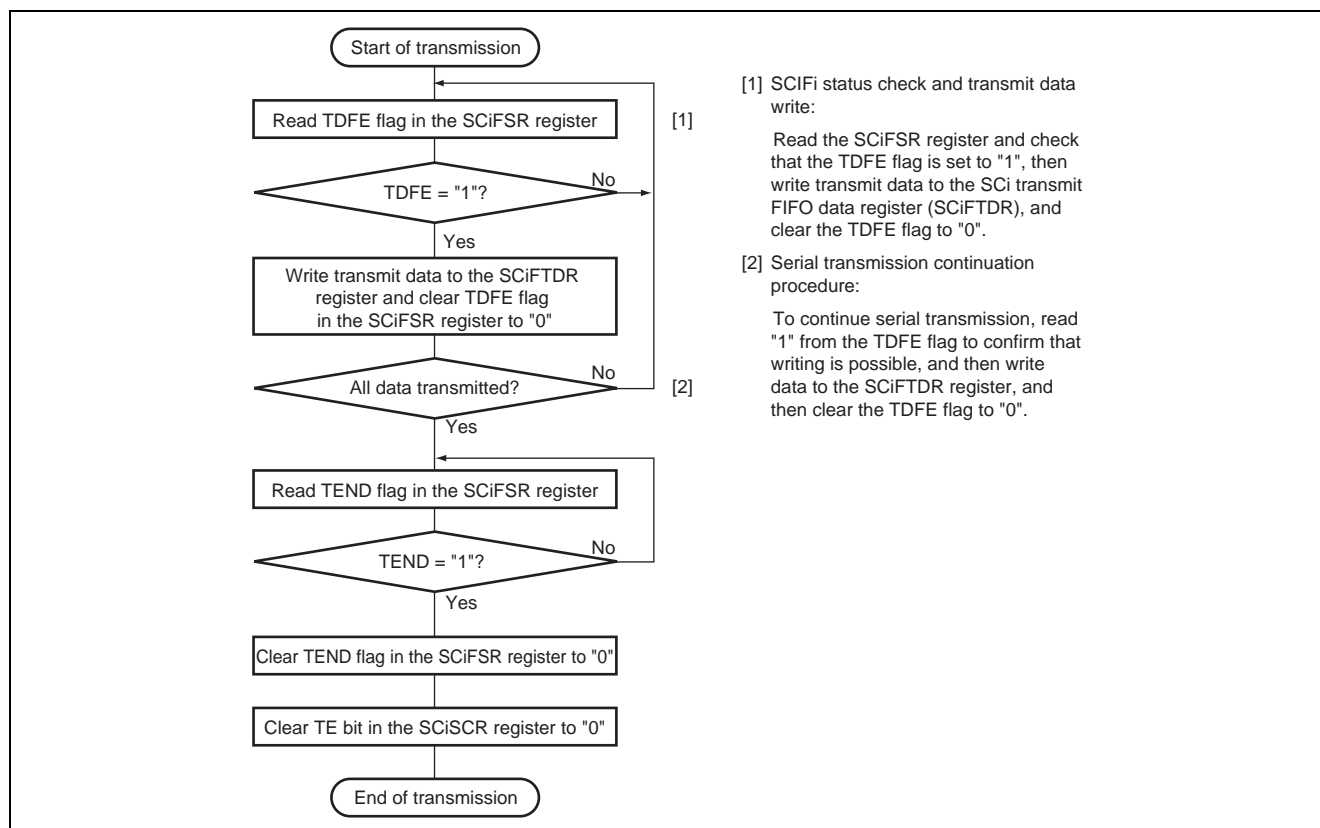 Start of transmission
Read TDFE flag in the SCiFSR register
[1]
TDFE = "1"?
No
Yes
Write transmit data to the SCiFTDR
register and clear TDFE flag
in the SCiFSR register to "0"
All data transmitted?
No
[2]
Yes
Read TEND flag in the SCiFSR register
TEND = "1"?
No
Yes
Clear TEND flag in the SCiFSR register to "0"
Clear TE bit in the SCiSCR register to "0"
End of transmission
[1] SCIFi status check and transmit data
write:
Read the SCiFSR register and check
that the TDFE flag is set to "1", then
write transmit data to the SCi transmit
FIFO data register (SCiFTDR), and
clear the TDFE flag to "0".
[2] Serial transmission continuation
procedure:
To continue serial transmission, read
"1" from the TDFE flag to confirm that
writing is possible, and then write
data to the SCiFTDR register, and
then clear the TDFE flag to "0".